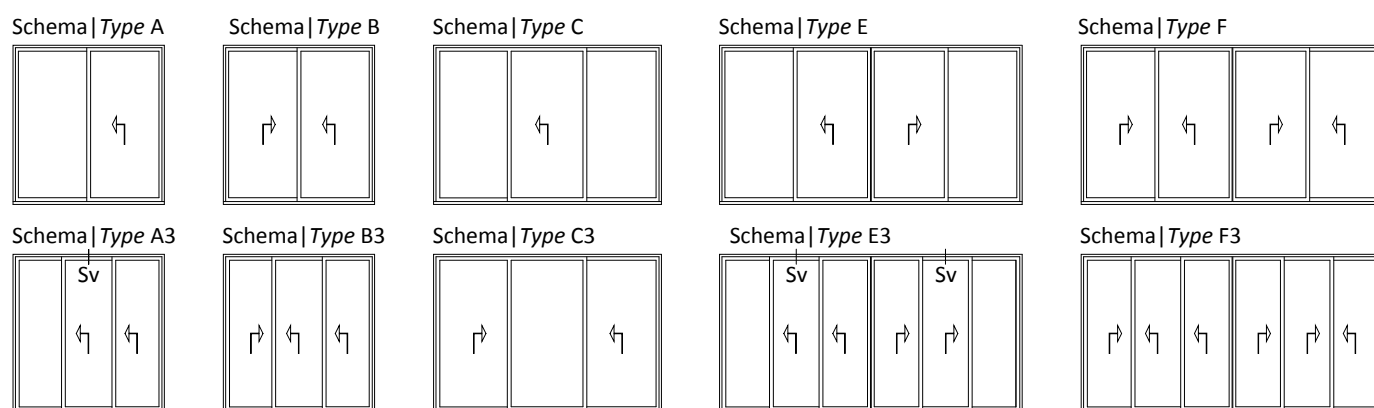 Schema|Type A
Schema|Type B
Schema|Type C
Schema|Type E
Schema|Type F
Schema|Type A3
Schema|Type B3
Schema|Type C3
Schema|Type E3
Schema|Type F3
Sv
Sv
Sv